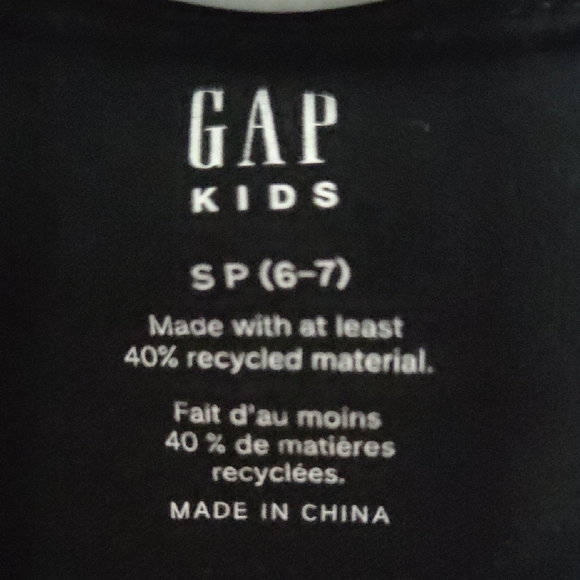 GAP
KIDS
S P (6-7)
Made with at least
40% recycled material.
Fait d'au moins
40 % de matières
recyclées.
MADE IN CHINA